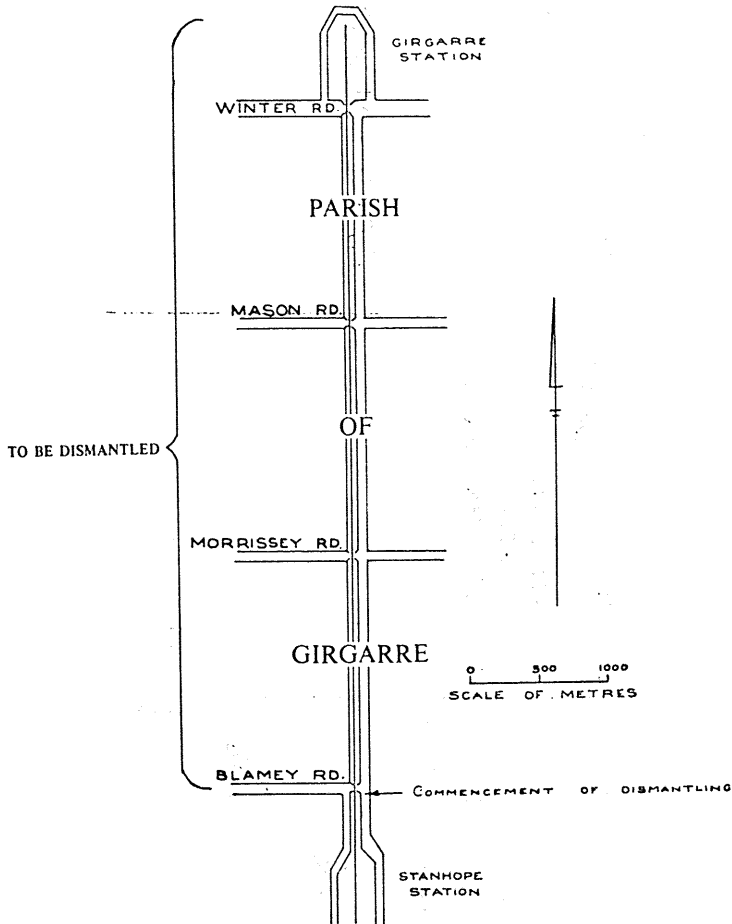 GIRGARRE
STATION
WINTER RD.
PARISH
MASON RD.
OF
TO BE DISMANTLED
MORRISSEY RD.
GIRGARRE
0 500 1000
SCALE OF METRES
BLAMEY RD.
COMMENCEMENT OF DISMANTLING
STANHOPE
STATION